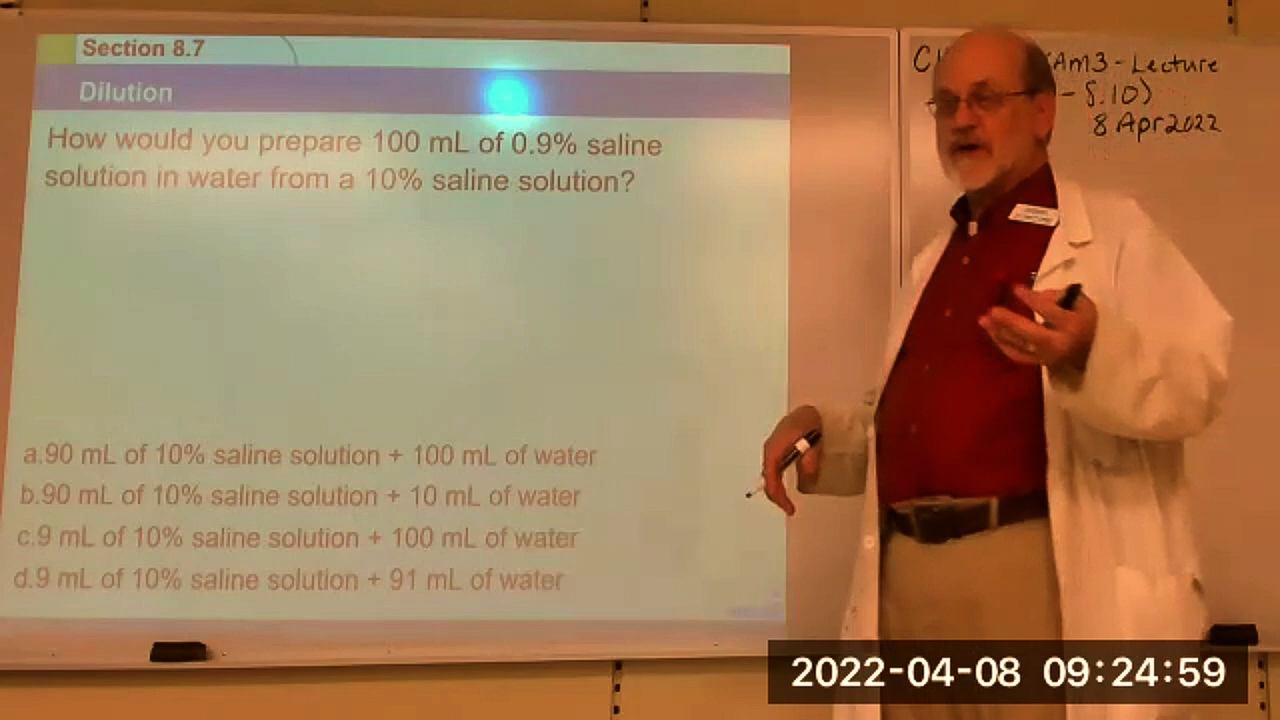 Section 8.7
Dilution
How would you prepare 100 mL of 0.9% saline
solution in water from a 10% saline solution?
a.90 mL of 10% saline solution + 100 mL of water
b.90 mL of 10% saline solution + 10 mL of water
c.9 mL of 10% saline solution + 100 mL of water
d.9 mL of 10% saline solution + 91 mL of water
Am3 - Lecture
- 8.10)
8 Apr2022
2022-04-08 09:24:59